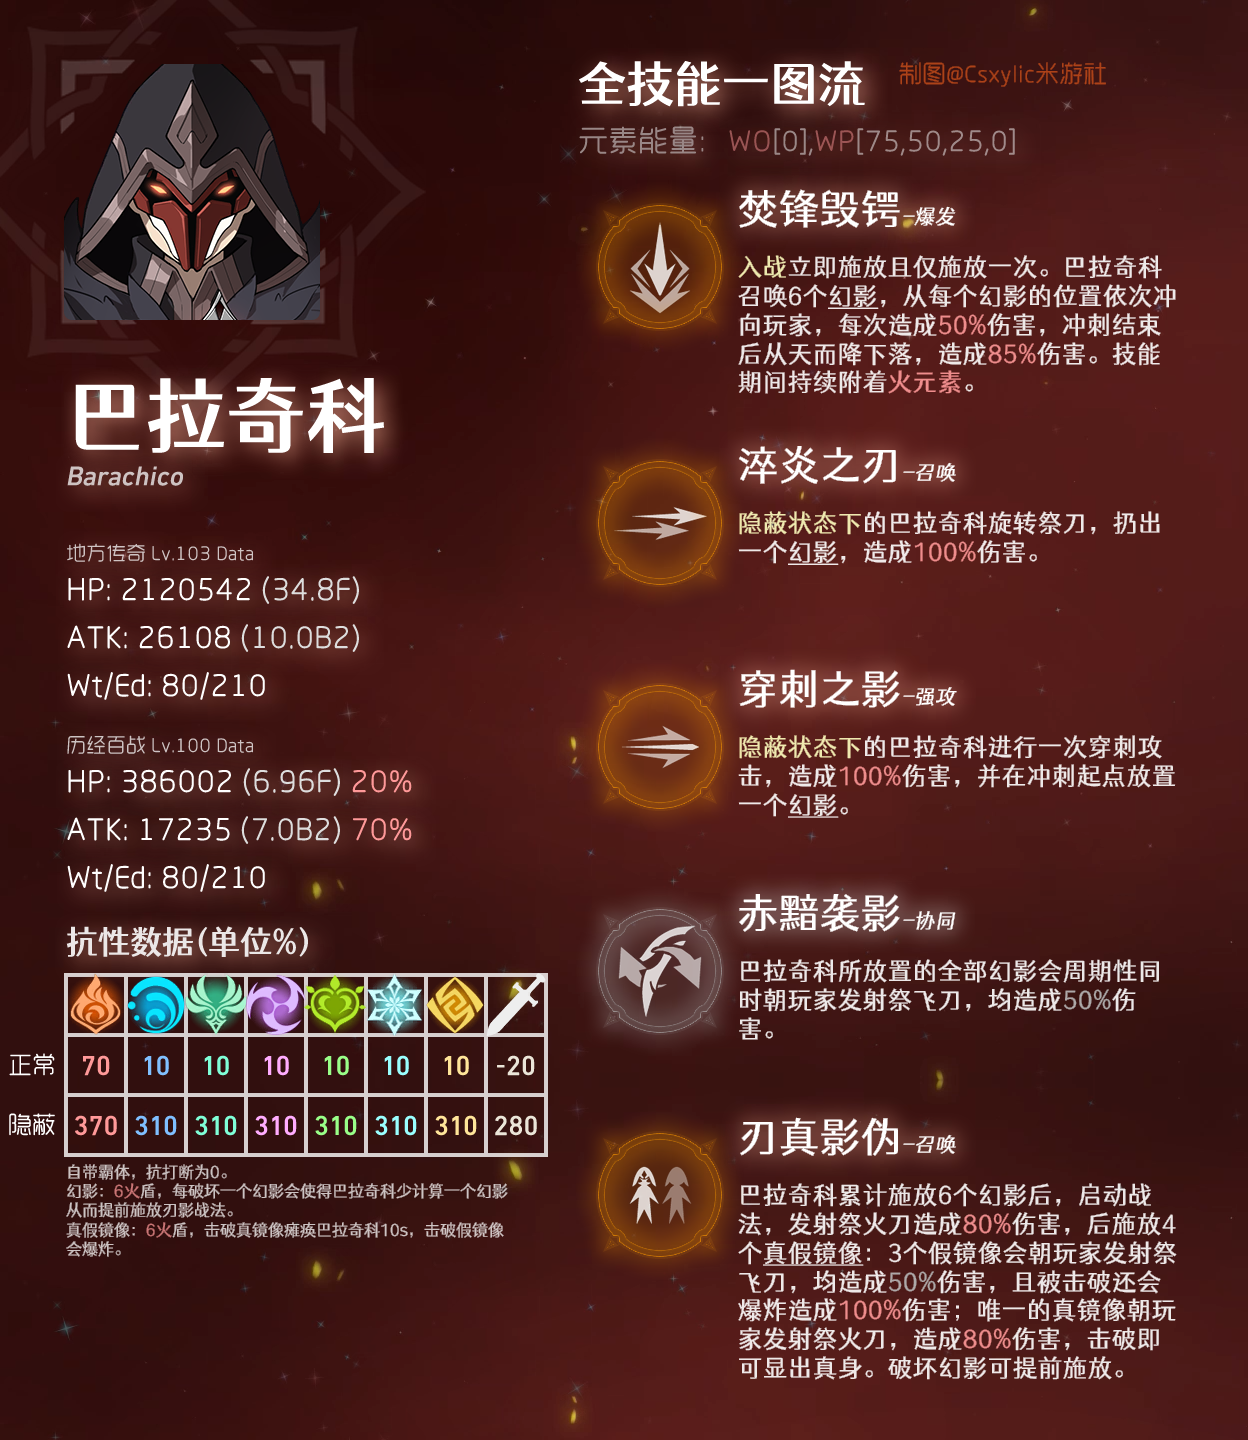 全技能一图流
制图@Csxylic米游社
元素能量：WO[0],WP[75,50,25,0]
巴拉奇科
Barachico
地方传奇 Lv.103 Data
HP: 2120542 (34.8F)
ATK: 26108 (10.0B2)
Wt/Ed: 80/210
历经百战 Lv.100 Data
HP: 386002 (6.96F) 20%
ATK: 17235 (7.0B2) 70%
Wt/Ed: 80/210
抗性数据(单位%)
正常 70 10 10 10 10 10 10 -20
隐蔽 370 310 310 310 310 310 310 280
自带霸体，抗打断为0。
幻影：6火盾，每破坏一个幻影会使得巴拉奇科少计算一个幻影
从而提前施放刃影战法。
真假镜像：6火盾，击破真镜像瘫痪巴拉奇科10s，击破假镜像
会爆炸。
焚锋毁锷–爆发
入战立即施放且仅施放一次。巴拉奇科
召唤6个幻影，从每个幻影的位置依次冲
向玩家，每次造成50%伤害，冲刺结束
后从天而降下落，造成85%伤害。技能
期间持续附着火元素。
淬炎之刃–召唤
隐蔽状态下的巴拉奇科旋转祭刀，扔出
一个幻影，造成100%伤害。
穿刺之影–强攻
隐蔽状态下的巴拉奇科进行一次穿刺攻
击，造成100%伤害，并在冲刺起点放置
一个幻影。
赤黯袭影–协同
巴拉奇科所放置的全部幻影会周期性同
时朝玩家发射祭飞刀，均造成50%伤
害。
刃真影伪–召唤
巴拉奇科累计施放6个幻影后，启动战
法，发射祭火刀造成80%伤害，后施放4
个真假镜像：3个假镜像会朝玩家发射祭
飞刀，均造成50%伤害，且被击破还会
爆炸造成100%伤害；唯一的真镜像朝玩
家发射祭火刀，造成80%伤害，击破即
可显出真身。破坏幻影可提前施放。